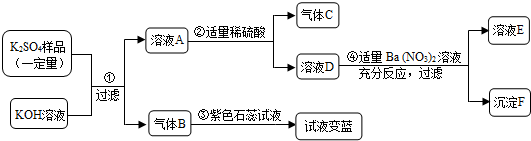 K₂SO₄样品
（一定量）
KOH溶液
①
过滤
溶液A
②适量稀硫酸
气体C
溶液D
④适量 Ba (NO₃)₂ 溶液
充分反应，过滤
溶液E
沉淀F
气体B
③紫色石蕊试液
试液变蓝